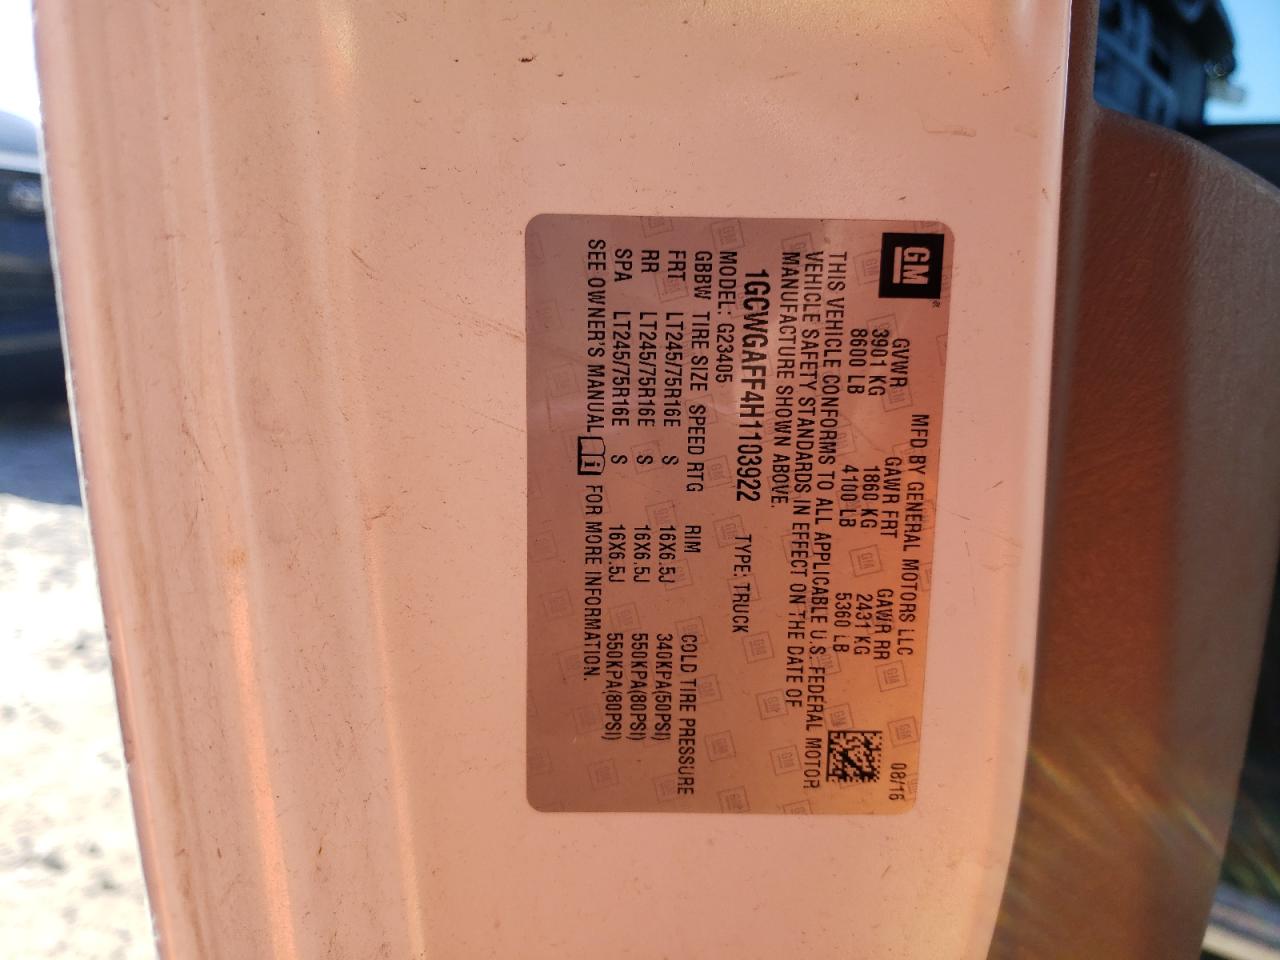 GM
MFD BY GENERAL MOTORS LLC 08/16
GVWR GAWR FRT GAWR RR
3901 KG 1860 KG 2431 KG
8600 LB 4100 LB 5360 LB
THIS VEHICLE CONFORMS TO ALL APPLICABLE U.S. FEDERAL MOTOR
VEHICLE SAFETY STANDARDS IN EFFECT ON THE DATE OF
MANUFACTURE SHOWN ABOVE.
1GCWGAFF4H1103922 TYPE: TRUCK
MODEL: G23405
GBBW TIRE SIZE SPEED RTG RIM COLD TIRE PRESSURE
FRT LT245/75R16E S 16X6.5J 340KPA(50PSI)
RR LT245/75R16E S 16X6.5J 550KPA(80PSI)
SPA LT245/75R16E S 16X6.5J 550KPA(80PSI)
SEE OWNER'S MANUAL FOR MORE INFORMATION.